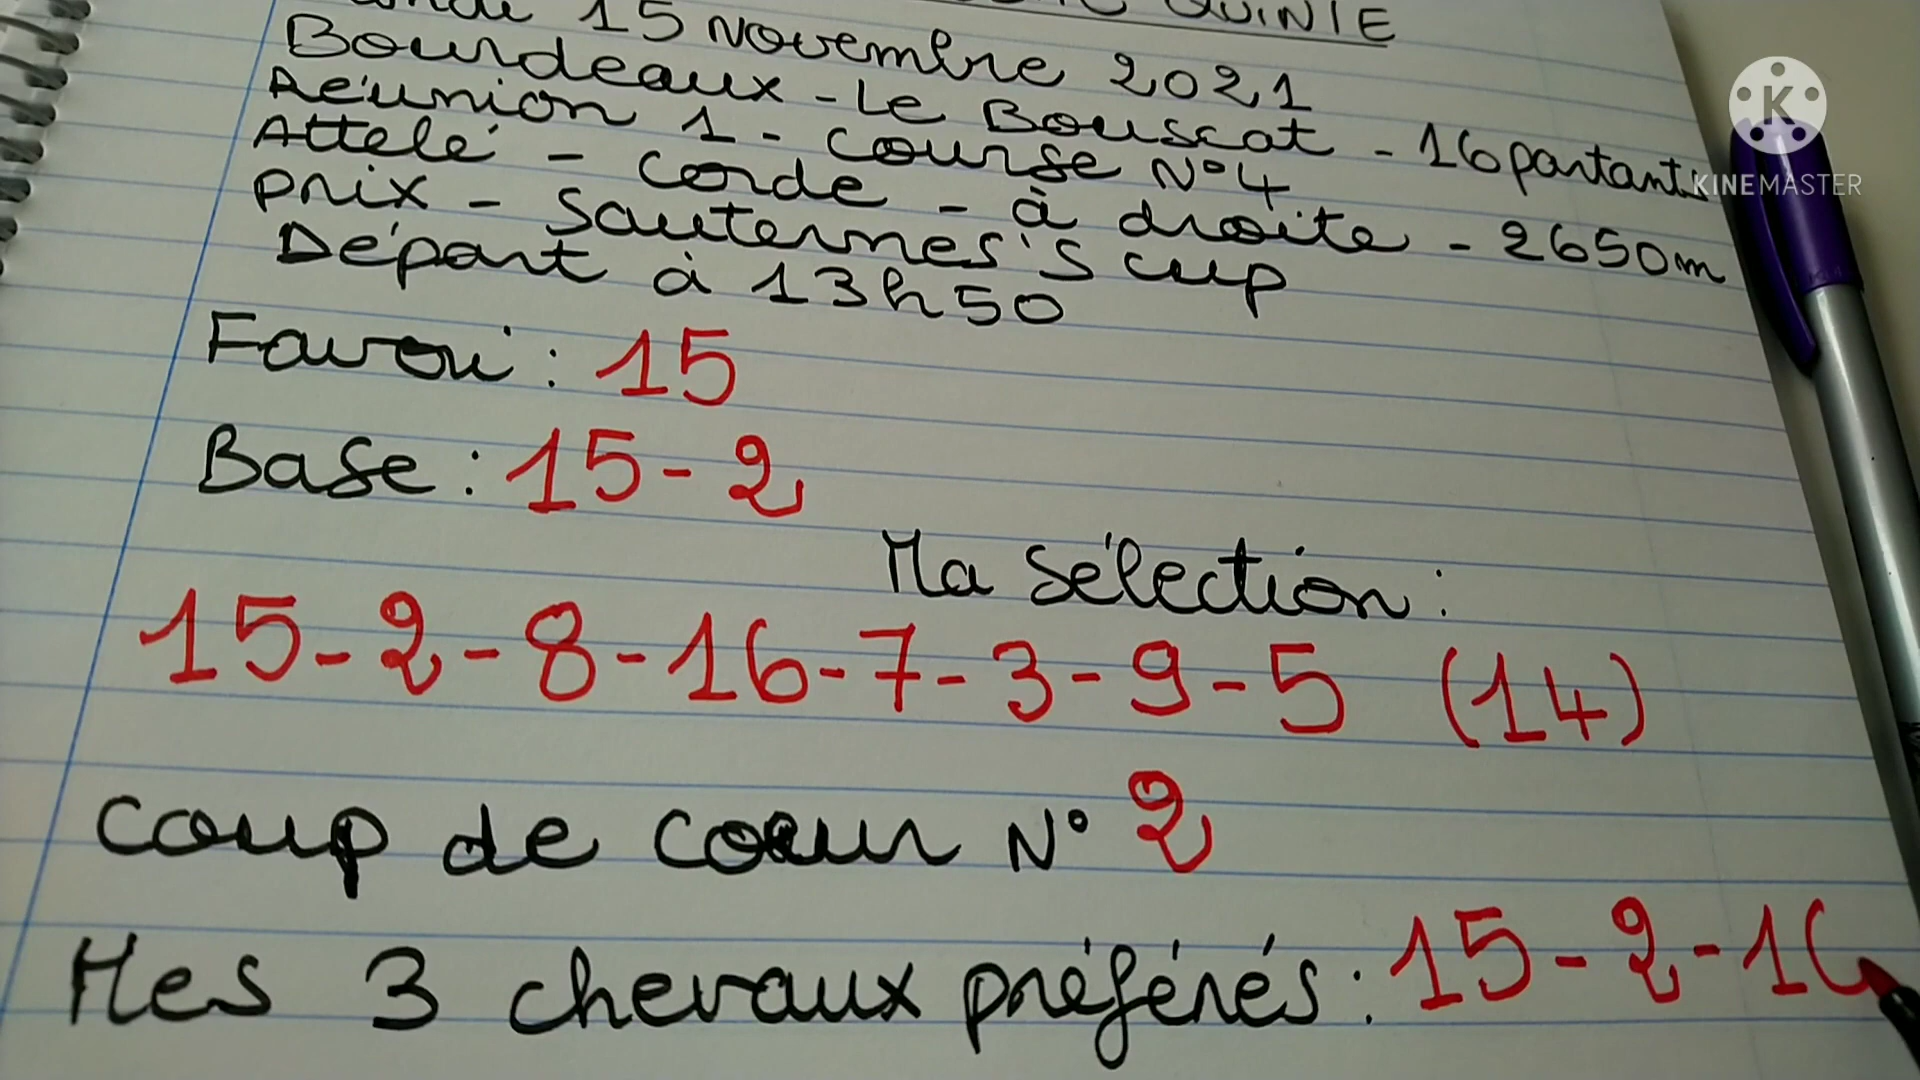 15 Novembre 2021
QUINTE
Bourdeaux - Le Bouscat - 16 partants
Réunion 1 - course N°4
Attelé - Corde - à droite - 2650m
prix - Sauternes's cup
Départ à 13h50
Favori : 15
Base : 15 - 2
Ma sélection :
15 - 2 - 8 - 16 - 7 - 3 - 9 - 5 (14)
coup de coeur N° 2
Mes 3 chevaux préférés : 15 - 2 - 1
KINEMASTER